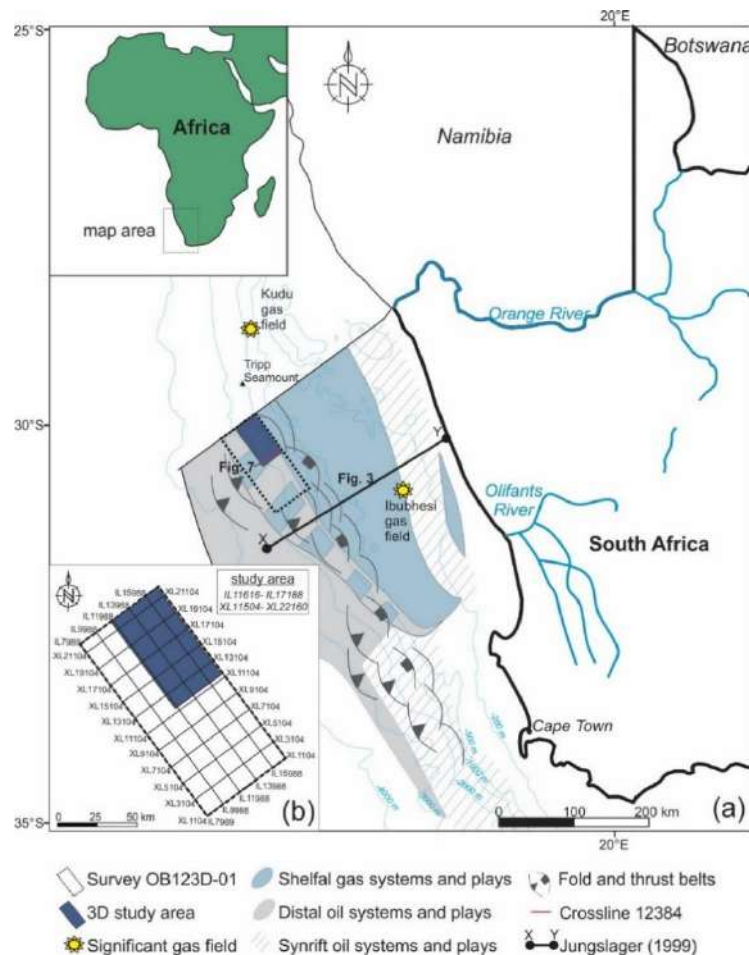 25°S
20°E
Botswana
Namibia
Africa
map area
Kudu
gas
field
Orange River
Tripp
Seamount
30°S
Y
Fig. 7
Fig. 3
Olifants
River
Ibubhesi
gas
field
X
South Africa
study area
IL11616- IL17188
XL11504- XL22160
IL15988
XL21104
IL13988
XL19104
IL11988
XL17104
IL9988
XL15104
IL7988
XL13104
XL21104
XL11104
XL19104
XL9104
XL17104
XL7104
XL15104
XL5104
XL13104
XL3104
XL11104
XL1104
XL9104
IL15988
XL7104
IL13988
XL5104
IL11988
XL3104
IL9988
XL1104
IL7989
Cape Town
-200 m
-500 m
-4000 m
0 25 50 km
(b)
0 100 200 km
(a)
35°S
20°E
Survey OB123D-01
Shelfal gas systems and plays
Fold and thrust belts
3D study area
Distal oil systems and plays
Crossline 12384
Significant gas field
Synrift oil systems and plays
X Y
Jungslager (1999)